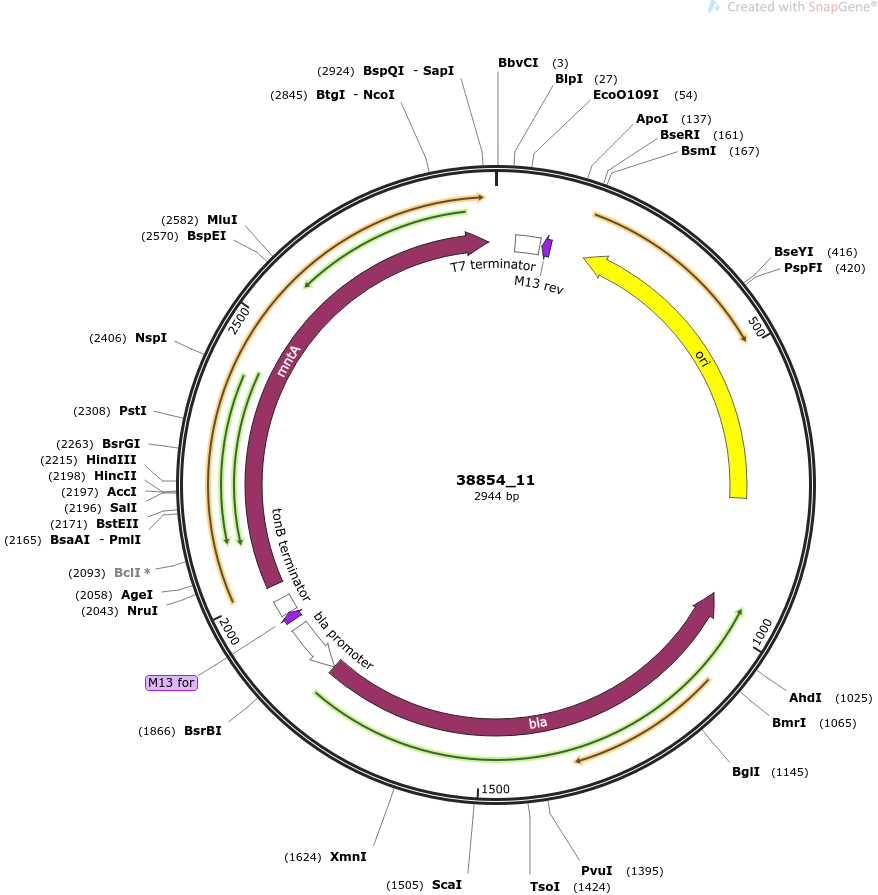 Created with SnapGene®
(2924) BspQI - SapI
(2845) BtgI - NcoI
BbvCI (3)
BlpI (27)
EcoO109I (54)
ApoI (137)
BseRI (161)
BsmI (167)
(2582) MluI
(2570) BspEI
BseYI (416)
PspFI (420)
T7 terminator
M13 rev
2500
500
(2406) NspI
mntA
ori
(2308) PstI
(2263) BsrGI
(2215) HindIII
(2198) HincII
(2197) AccI
(2196) SalI
(2171) BstEII
(2165) BsaAI - PmlI
38854_11
2944 bp
(2093) BclI *
(2058) AgeI
(2043) NruI
tonB terminator
2000
bla promoter
1000
M13 for
AhdI (1025)
BmrI (1065)
(1866) BsrBI
bla
BglI (1145)
1500
(1624) XmnI
PvuI (1395)
(1505) ScaI
TsoI (1424)